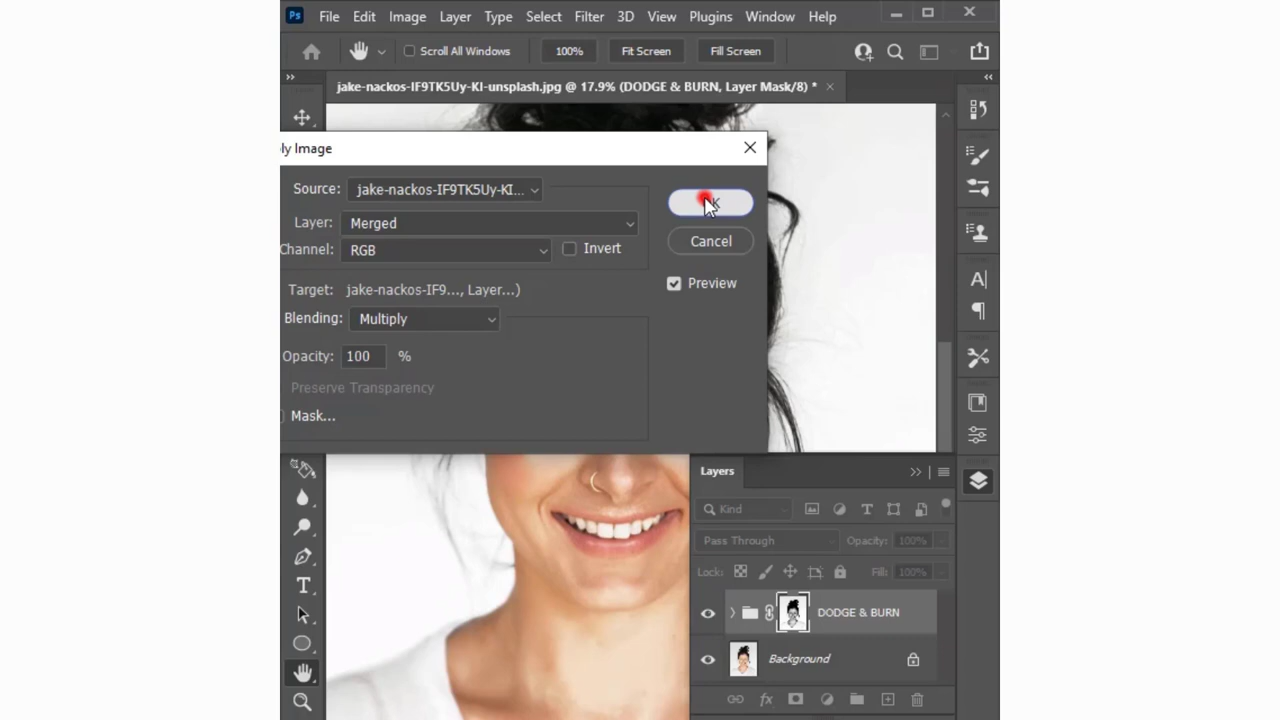 Ps File Edit Image Layer Type Select Filter 3D View Plugins Window Help
Scroll All Windows 100% Fit Screen Fill Screen
jake-nackos-IF9TK5Uy-KI-unsplash.jpg @ 17.9% (DODGE & BURN, Layer Mask/8) *
ly Image
Source: jake-nackos-IF9TK5Uy-KI...
Layer: Merged
Cancel
Channel: RGB Invert
Preview
Target: jake-nackos-IF9..., Layer...)
Blending: Multiply
Opacity: 100 %
Preserve Transparency
Mask...
Layers
Kind
Pass Through Opacity: 100%
Lock: Fill: 100%
DODGE & BURN
Background